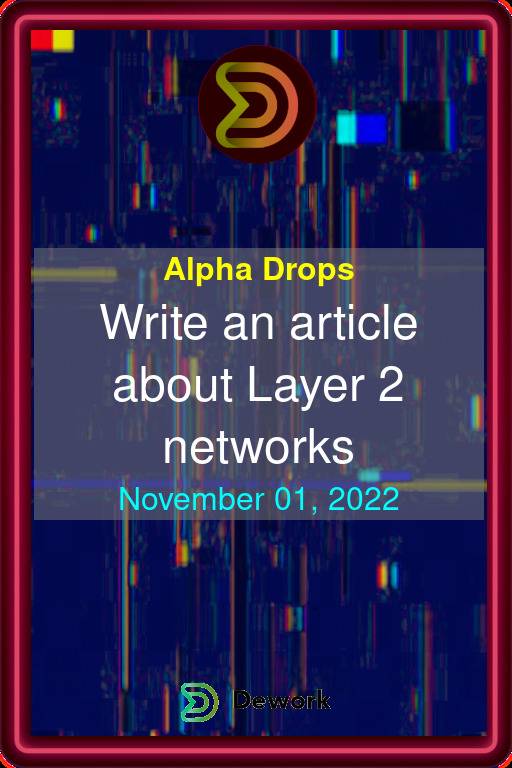 Alpha Drops
Write an article
about Layer 2
networks
November 01, 2022
Dework